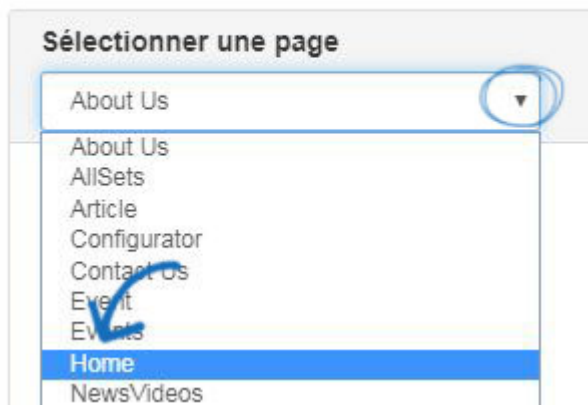 Sélectionner une page
About Us
About Us
AllSets
Article
Configurator
Contact Us
Event
Events
Home
NewsVideos